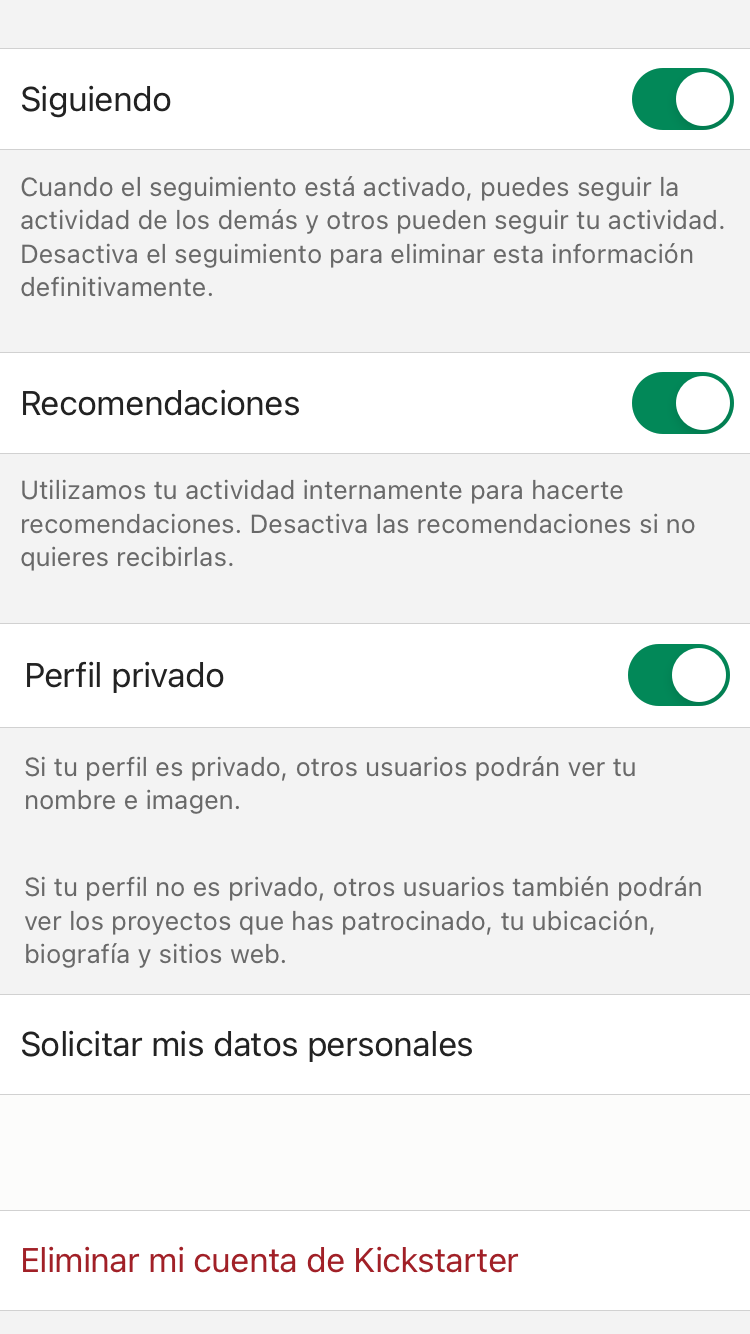 Siguiendo
Cuando el seguimiento está activado, puedes seguir la
actividad de los demás y otros pueden seguir tu actividad.
Desactiva el seguimiento para eliminar esta información
definitivamente.
Recomendaciones
Utilizamos tu actividad internamente para hacerte
recomendaciones. Desactiva las recomendaciones si no
quieres recibirlas.
Perfil privado
Si tu perfil es privado, otros usuarios podrán ver tu
nombre e imagen.
Si tu perfil no es privado, otros usuarios también podrán
ver los proyectos que has patrocinado, tu ubicación,
biografía y sitios web.
Solicitar mis datos personales
Eliminar mi cuenta de Kickstarter